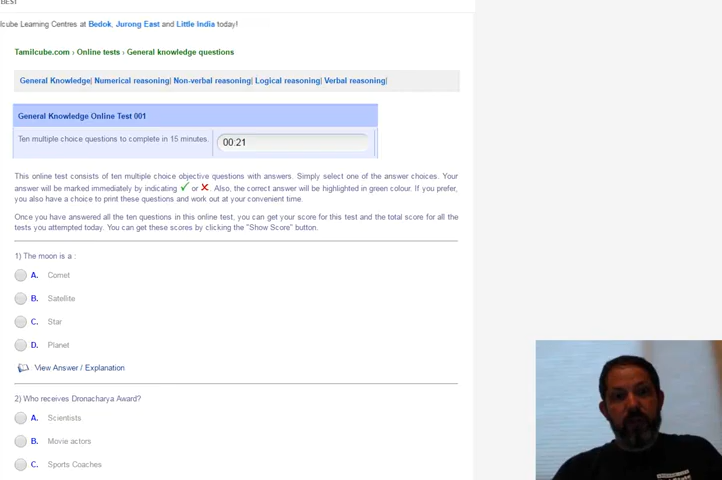 BEST
lcube Learning Centres at Bedok, Jurong East and Little India today!
Tamilcube.com › Online tests › General knowledge questions
General Knowledge| Numerical reasoning| Non-verbal reasoning| Logical reasoning| Verbal reasoning|
General Knowledge Online Test 001
Ten multiple choice questions to complete in 15 minutes. 00:21
This online test consists of ten multiple choice objective questions with answers. Simply select one of the answer choices. Your
answer will be marked immediately by indicating ✓ or ✗. Also, the correct answer will be highlighted in green colour. If you prefer,
you also have a choice to print these questions and work out at your convenient time.
Once you have answered all the ten questions in this online test, you can get your score for this test and the total score for all the
tests you attempted today. You can get these scores by clicking the "Show Score" button.
1) The moon is a :
A. Comet
B. Satellite
C. Star
D. Planet
View Answer / Explanation
2) Who receives Dronacharya Award?
A. Scientists
B. Movie actors
C. Sports Coaches